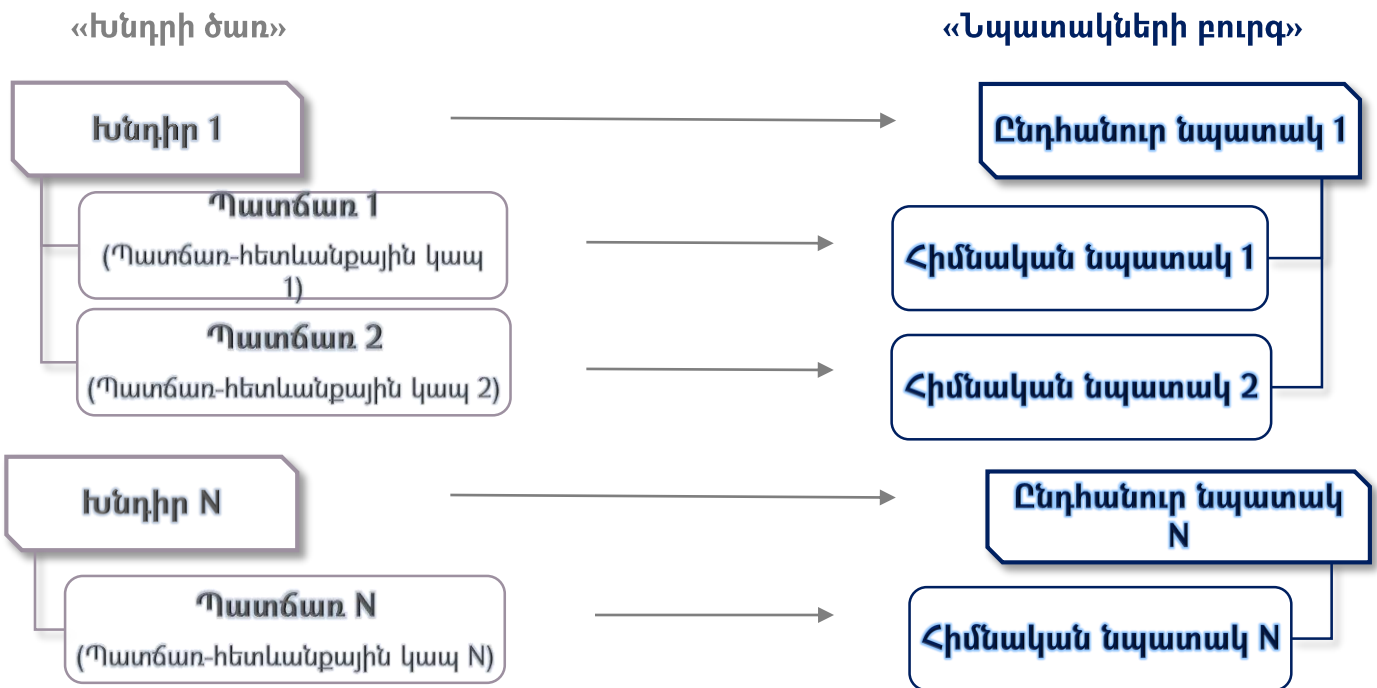 «Խնդրի ծառ»
«Նպատակների բուրգ»
Խնդիր 1
Ընդհանուր նպատակ 1
Պատճառ 1
(Պատճառ-հետևանքային կապ
1)
Հիմնական նպատակ 1
Պատճառ 2
(Պատճառ-հետևանքային կապ 2)
Հիմնական նպատակ 2
Խնդիր N
Ընդհանուր նպատակ
N
Պատճառ N
(Պատճառ-հետևանքային կապ N)
Հիմնական նպատակ N